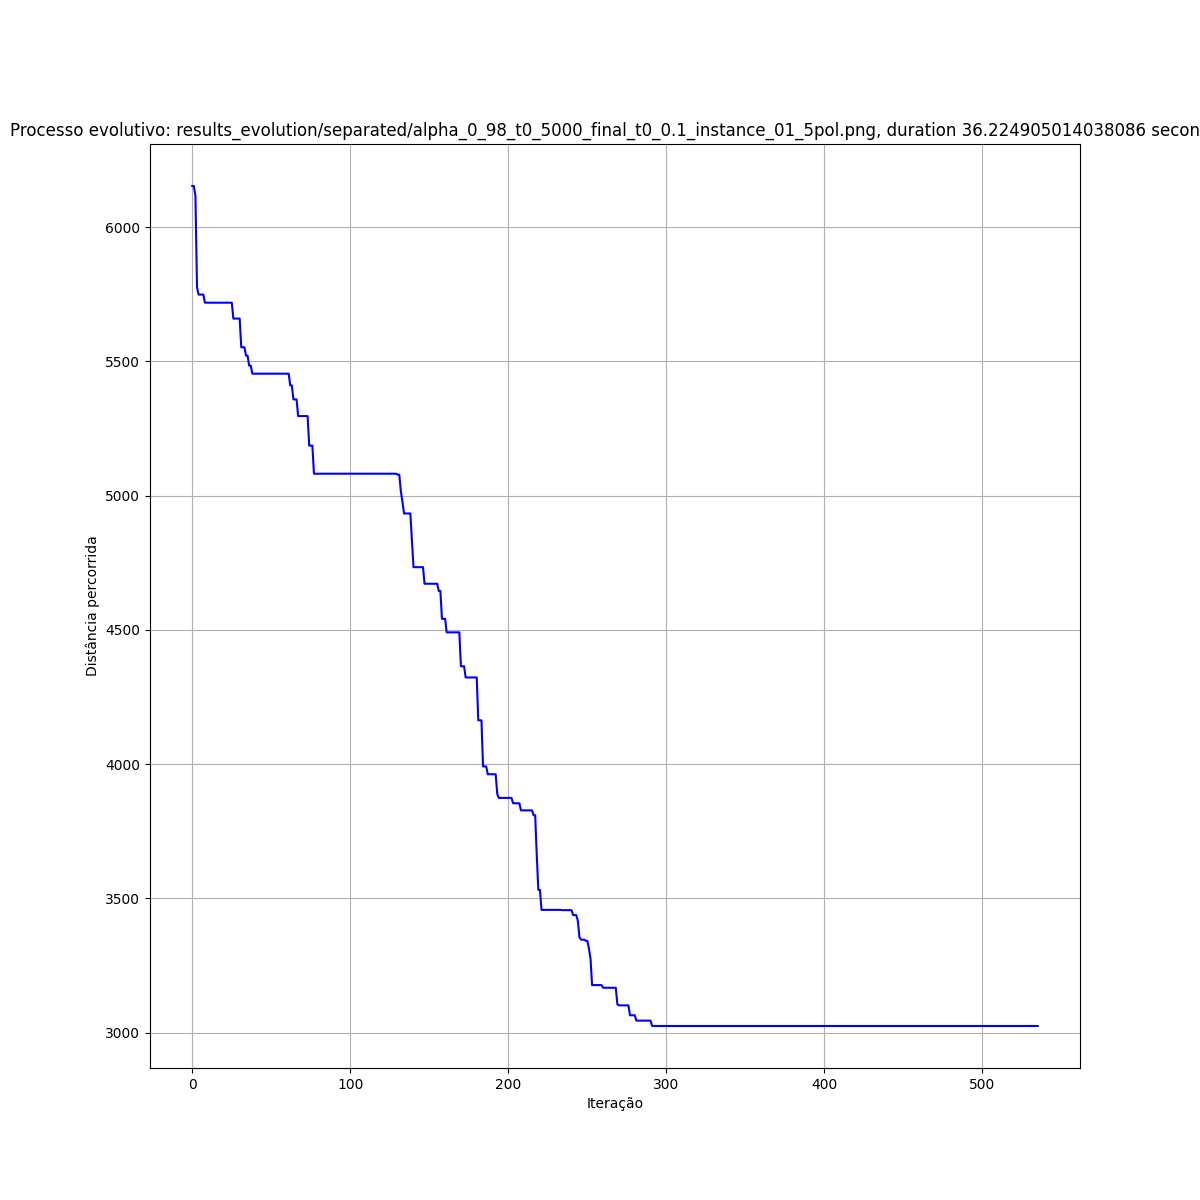 Processo evolutivo: results_evolution/separated/alpha_0_98_t0_5000_final_t0_0.1_instance_01_5pol.png, duration 36.224905014038086 secon
6000
5500
5000
4500
4000
3500
3000
Distância percorrida
0 100 200 300 400 500
Iteração